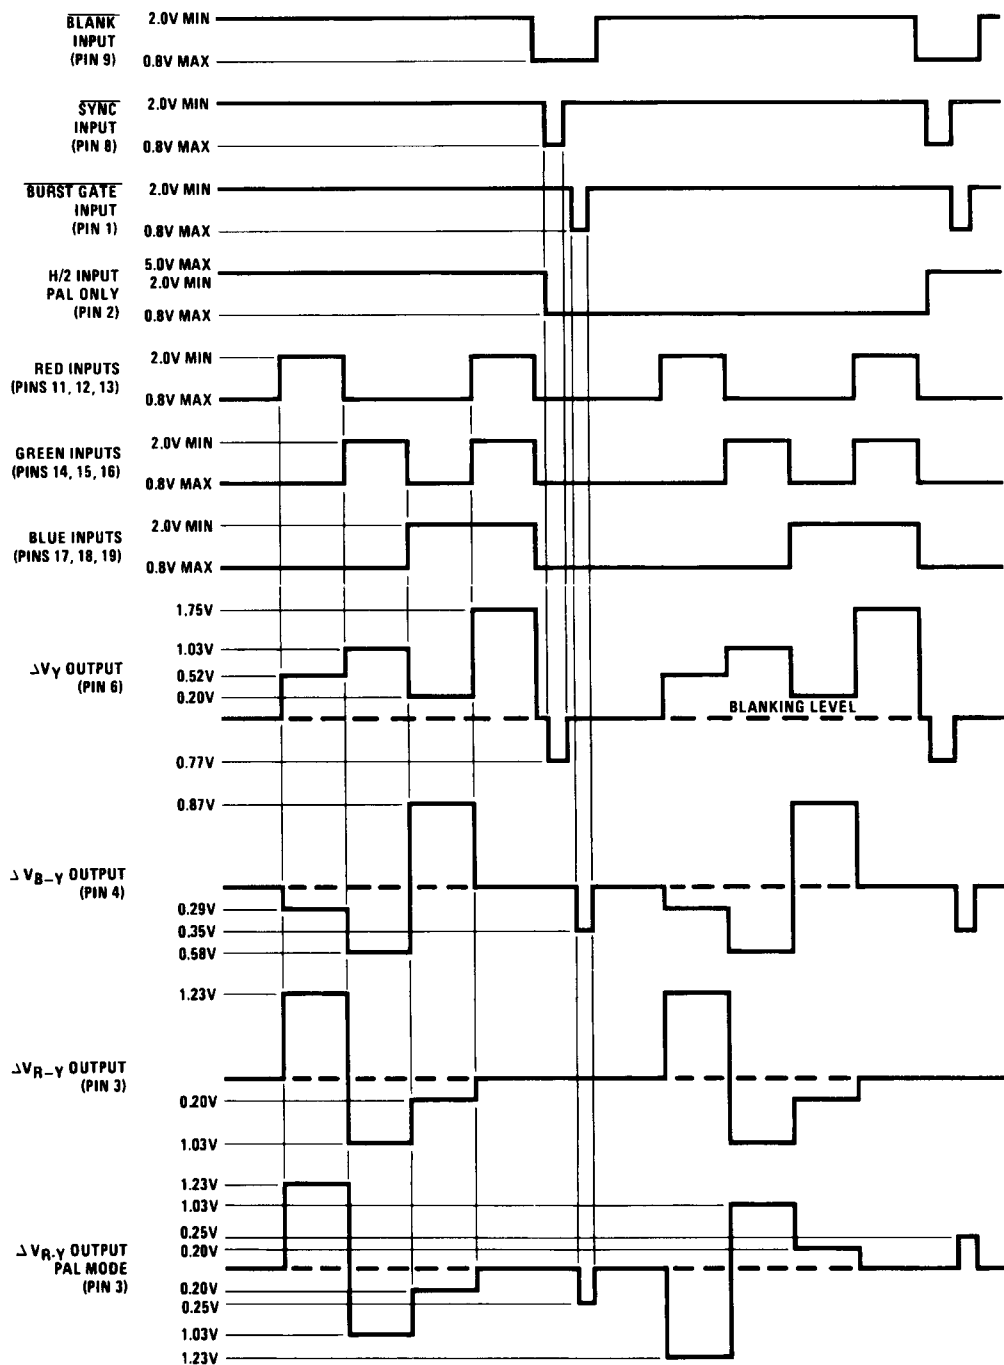 BLANK
INPUT
(PIN 9)
2.0V MIN
0.8V MAX
SYNC
INPUT
(PIN 8)
2.0V MIN
0.8V MAX
BURST GATE
INPUT
(PIN 1)
2.0V MIN
0.8V MAX
H/2 INPUT
PAL ONLY
(PIN 2)
5.0V MAX
2.0V MIN
0.8V MAX
RED INPUTS
(PINS 11, 12, 13)
2.0V MIN
0.8V MAX
GREEN INPUTS
(PINS 14, 15, 16)
2.0V MIN
0.8V MAX
BLUE INPUTS
(PINS 17, 18, 19)
2.0V MIN
0.8V MAX
ΔVY OUTPUT
(PIN 6)
1.75V
1.03V
0.52V
0.20V
BLANKING LEVEL
0.77V
ΔVB–Y OUTPUT
(PIN 4)
0.87V
0.29V
0.35V
0.58V
ΔVR–Y OUTPUT
(PIN 3)
1.23V
0.20V
1.03V
ΔVR-Y OUTPUT
PAL MODE
(PIN 3)
1.23V
1.03V
0.25V
0.20V
0.20V
0.25V
1.03V
1.23V